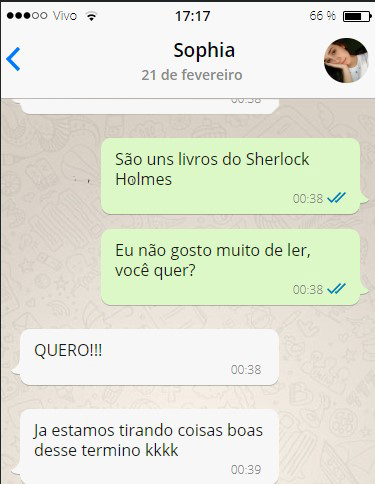 Vivo 17:17 66 %
Sophia
21 de fevereiro
00:38
São uns livros do Sherlock
Holmes
00:38
Eu não gosto muito de ler,
você quer?
00:38
QUERO!!!
00:38
Ja estamos tirando coisas boas
desse termino kkkk
00:39